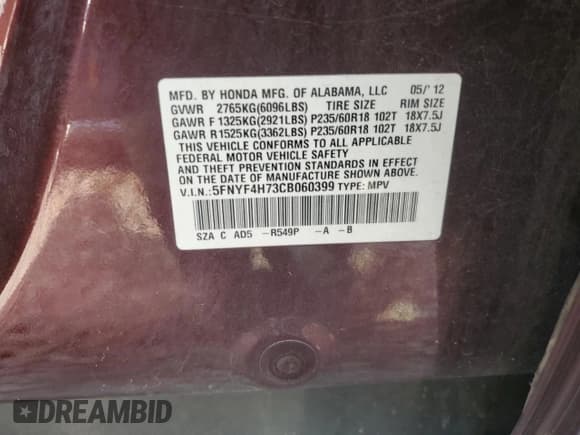 MFD. BY HONDA MFG. OF ALABAMA, LLC 05/'12
GVWR 2765KG(6096LBS) TIRE SIZE RIM SIZE
GAWR F 1325KG(2921LBS) P235/60R18 102T 18X7.5J
GAWR R 1525KG(3362LBS) P235/60R18 102T 18X7.5J
THIS VEHICLE CONFORMS TO ALL APPLICABLE
FEDERAL MOTOR VEHICLE SAFETY
AND THEFT PREVENTION STANDARDS IN EFFECT
ON THE DATE OF MANUFACTURE SHOWN ABOVE.
V.I.N.: 5FNYF4H73CB060399 TYPE: MPV
SZA C AD5 -R549P -A -B
DREAMBID